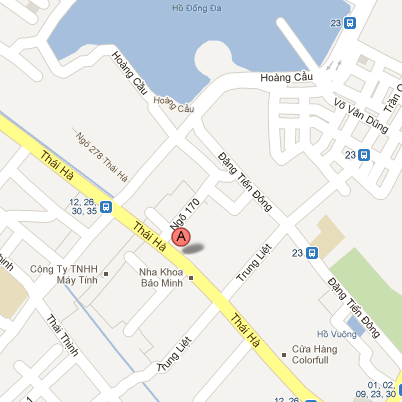 Hồ Đống Đa
23
Hoàng Cầu
Hoàng Cầu
Hoàng Cầu
Võ Văn Dũng
Ngõ 278 Thái Hà
Thái Hà
23
Đặng Tiến Đông
12, 26,
30, 35
Ngõ 170
Thái Hà
A
Trung Liệt
23
Công Ty TNHH
Máy Tính
Nha Khoa
Bảo Minh
Đặng Tiến Đông
Thái Thịnh
Thái Hà
Hồ Vuông
Trung Liệt
Cửa Hàng
Colorfull
01, 02,
09, 23, 30
12, 26